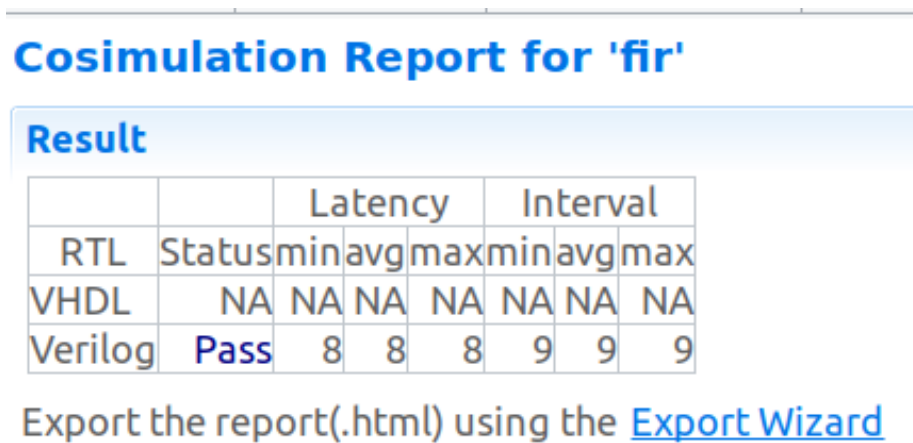 Cosimulation Report for 'fir'
Result
Latency Interval
RTL Status min avg max min avg max
VHDL NA NA NA NA NA NA NA
Verilog Pass 8 8 8 9 9 9
Export the report(.html) using the Export Wizard